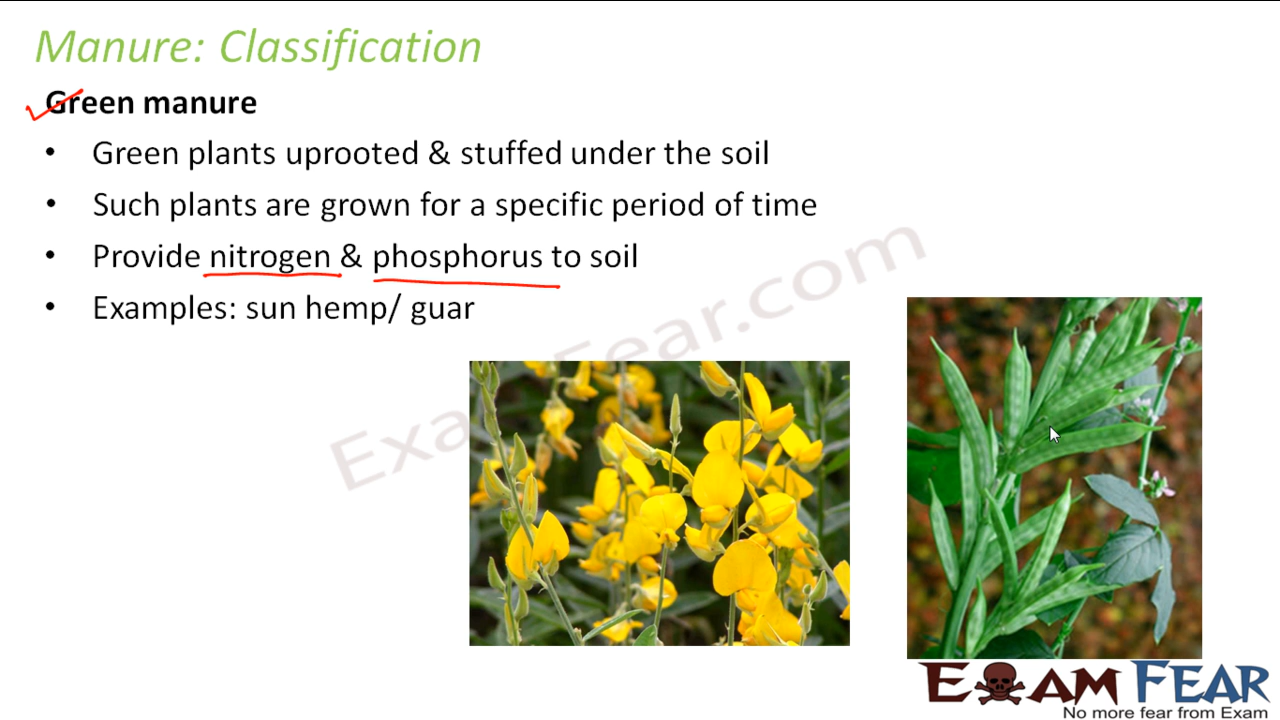 Manure: Classification
Green manure
• Green plants uprooted & stuffed under the soil
• Such plants are grown for a specific period of time
• Provide nitrogen & phosphorus to soil
• Examples: sun hemp/ guar
ExamFear.com
EXAM FEAR
No more fear from Exam